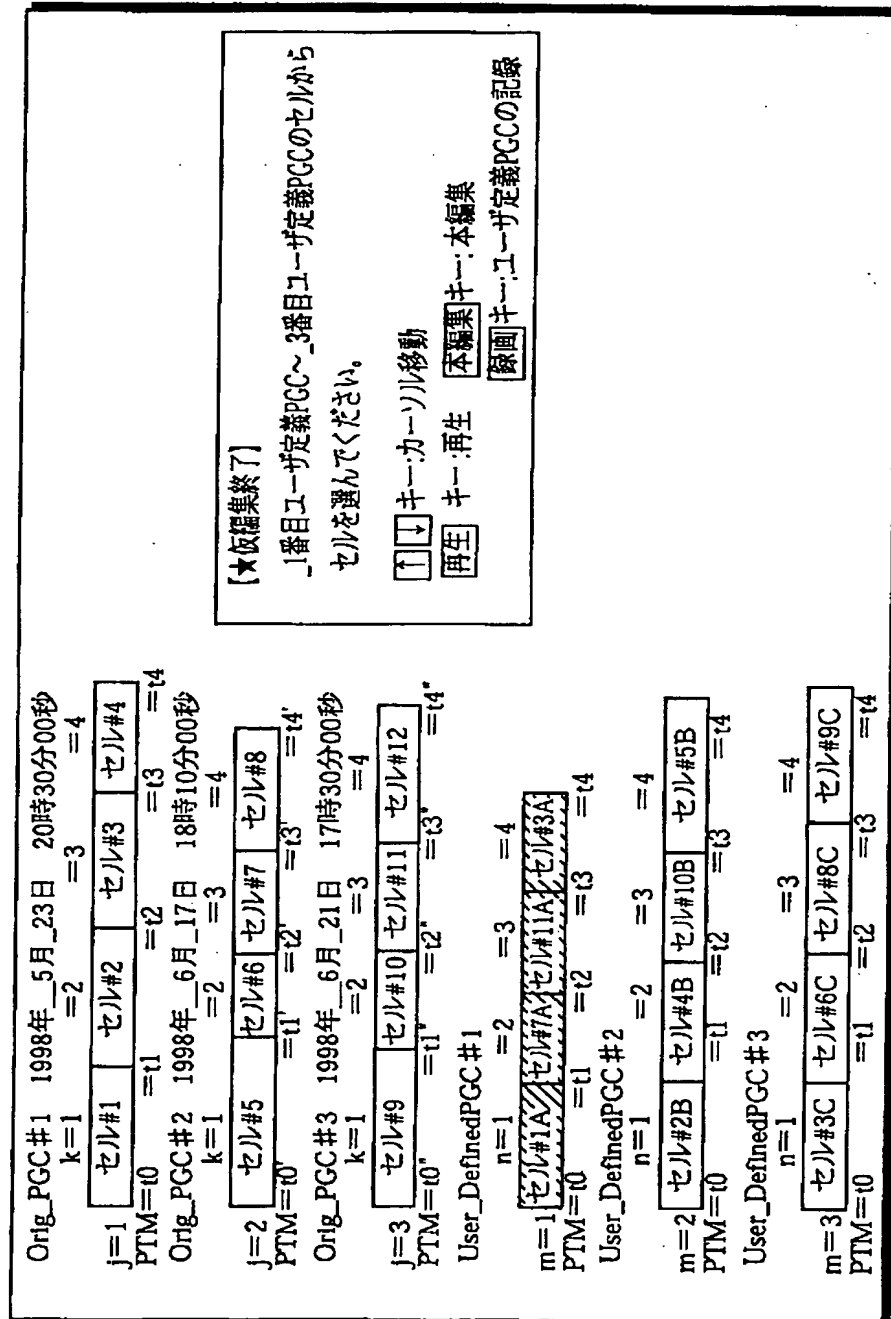 Orig_PGC#1 1998年__5月_23日 20時30分00秒
k=1 =2 =3 =4
j=1 セル#1 セル#2 セル#3 セル#4
PTM=t0 =t1 =t2 =t3 =t4
Orig_PGC#2 1998年__6月_17日 18時10分00秒
k=1 =2 =3 =4
j=2 セル#5 セル#6 セル#7 セル#8
PTM=t0' =t1' =t2' =t3' =t4'
Orig_PGC#3 1998年__6月_21日 17時30分00秒
k=1 =2 =3 =4
j=3 セル#9 セル#10 セル#11 セル#12
PTM=t0" =t1" =t2" =t3" =t4"
User_DefinedPGC#1
n=1 =2 =3 =4
m=1 セル#1A セル#7A セル#11A セル#3A
PTM=t0 =t1 =t2 =t3 =t4
User_DefinedPGC#2
n=1 =2 =3 =4
m=2 セル#2B セル#4B セル#10B セル#5B
PTM=t0 =t1 =t2 =t3 =t4
User_DefinedPGC#3
n=1 =2 =3 =4
m=3 セル#3C セル#6C セル#8C セル#9C
PTM=t0 =t1 =t2 =t3 =t4
【★仮編集終了】
_1番目ユーザ定義PGC~_3番目ユーザ定義PGCのセルから
セルを選んでください。
↑ ↓ キー:カーソル移動
再生 キー:再生 本編集 キー:本編集
録画 キー:ユーザ定義PGCの記録